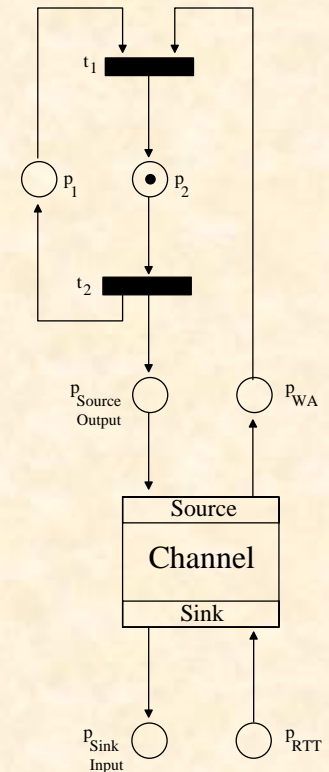 t1
p1
p2
t2
pSource Output
pWA
Source
Channel
Sink
pSink Input
pRTT